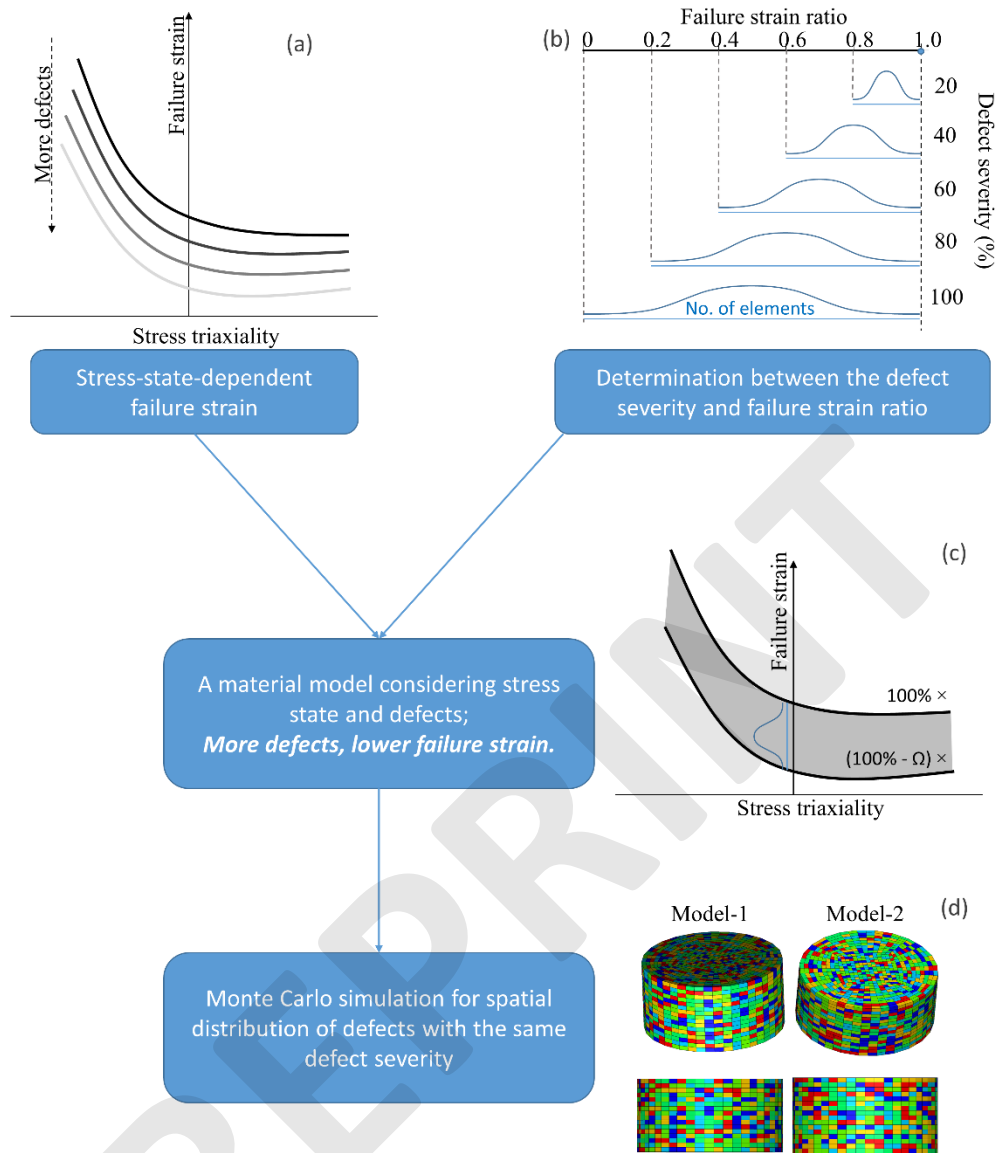 (a)
Failure strain
More defects
Stress triaxiality
(b)
Failure strain ratio
0 0.2 0.4 0.6 0.8 1.0
20
40
60
80
100
Defect severity (%)
No. of elements
Stress-state-dependent
failure strain
Determination between the defect
severity and failure strain ratio
(c)
Failure strain
100% ×
(100% - Ω) ×
Stress triaxiality
A material model considering stress
state and defects;
More defects, lower failure strain.
(d)
Model-1 Model-2
Monte Carlo simulation for spatial
distribution of defects with the same
defect severity
PREPRINT